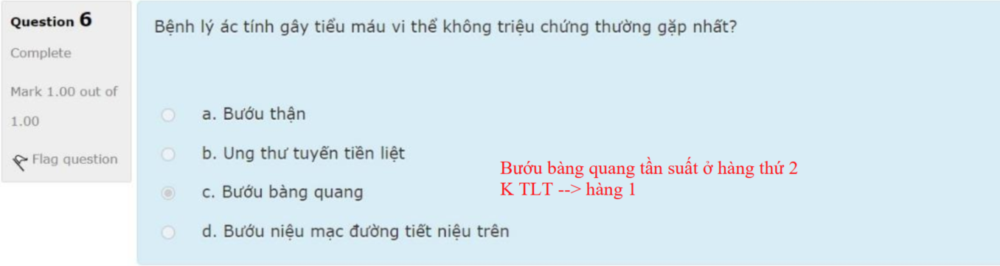 Question 6
Complete
Mark 1.00 out of
1.00
Flag question
Bệnh lý ác tính gây tiểu máu vi thể không triệu chứng thường gặp nhất?
a. Bướu thận
b. Ung thư tuyến tiền liệt
c. Bướu bàng quang
d. Bướu niệu mạc đường tiết niệu trên
Bướu bàng quang tần suất ở hàng thứ 2
K TLT --> hàng 1